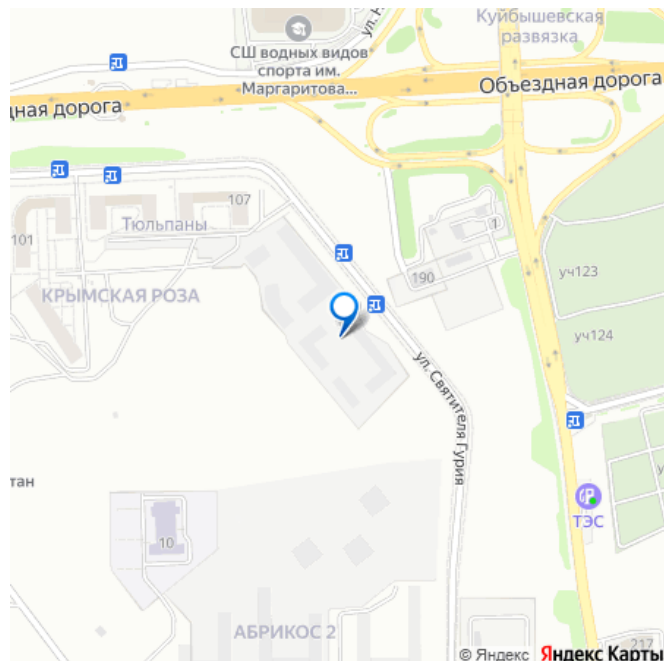 Куйбышевская
развязка
ул. Н
СШ водных видов
спорта им.
Маргаритова...
дная дорога
Объездная дорога
107
Тюльпаны
101
1
190
уч123
КРЫМСКАЯ РОЗА
уч124
ул. Святителя Гурия
тан
ТЭС
10
АБРИКОС 2
217
© Яндекс Яндекс Карты